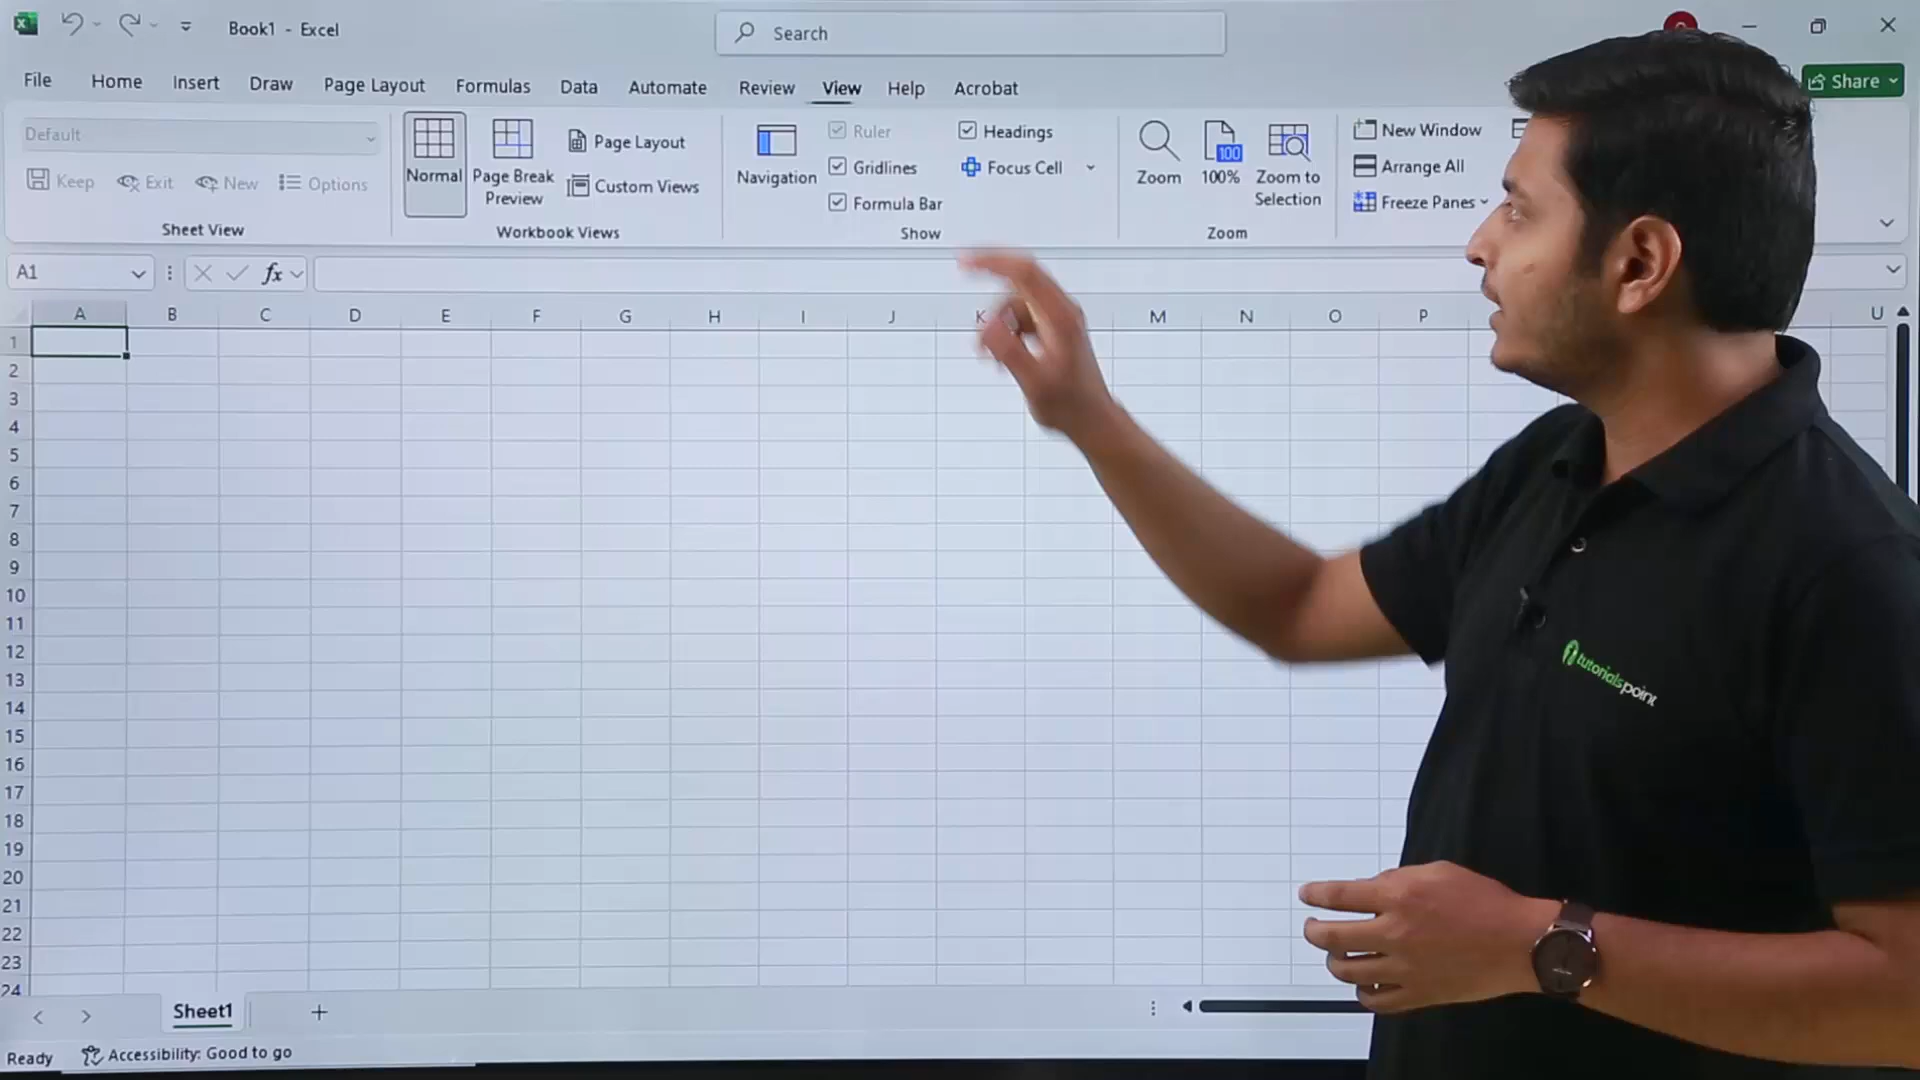 Book1 - Excel
Search
File Home Insert Draw Page Layout Formulas Data Automate Review View Help Acrobat
Share
Default
Keep Exit New Options
Sheet View
Normal
Page Break
Preview
Page Layout
Custom Views
Workbook Views
Navigation
Ruler
Gridlines
Formula Bar
Headings
Focus Cell
Show
Zoom
100
100%
Zoom to
Selection
Zoom
New Window
Arrange All
Freeze Panes
A1
fx
A B C D E F G H I J K M N O P U
1
2
3
4
5
6
7
8
9
10
11
12
13
14
15
16
17
18
19
20
21
22
23
24
Sheet1
Ready
Accessibility: Good to go
tutorialspoint